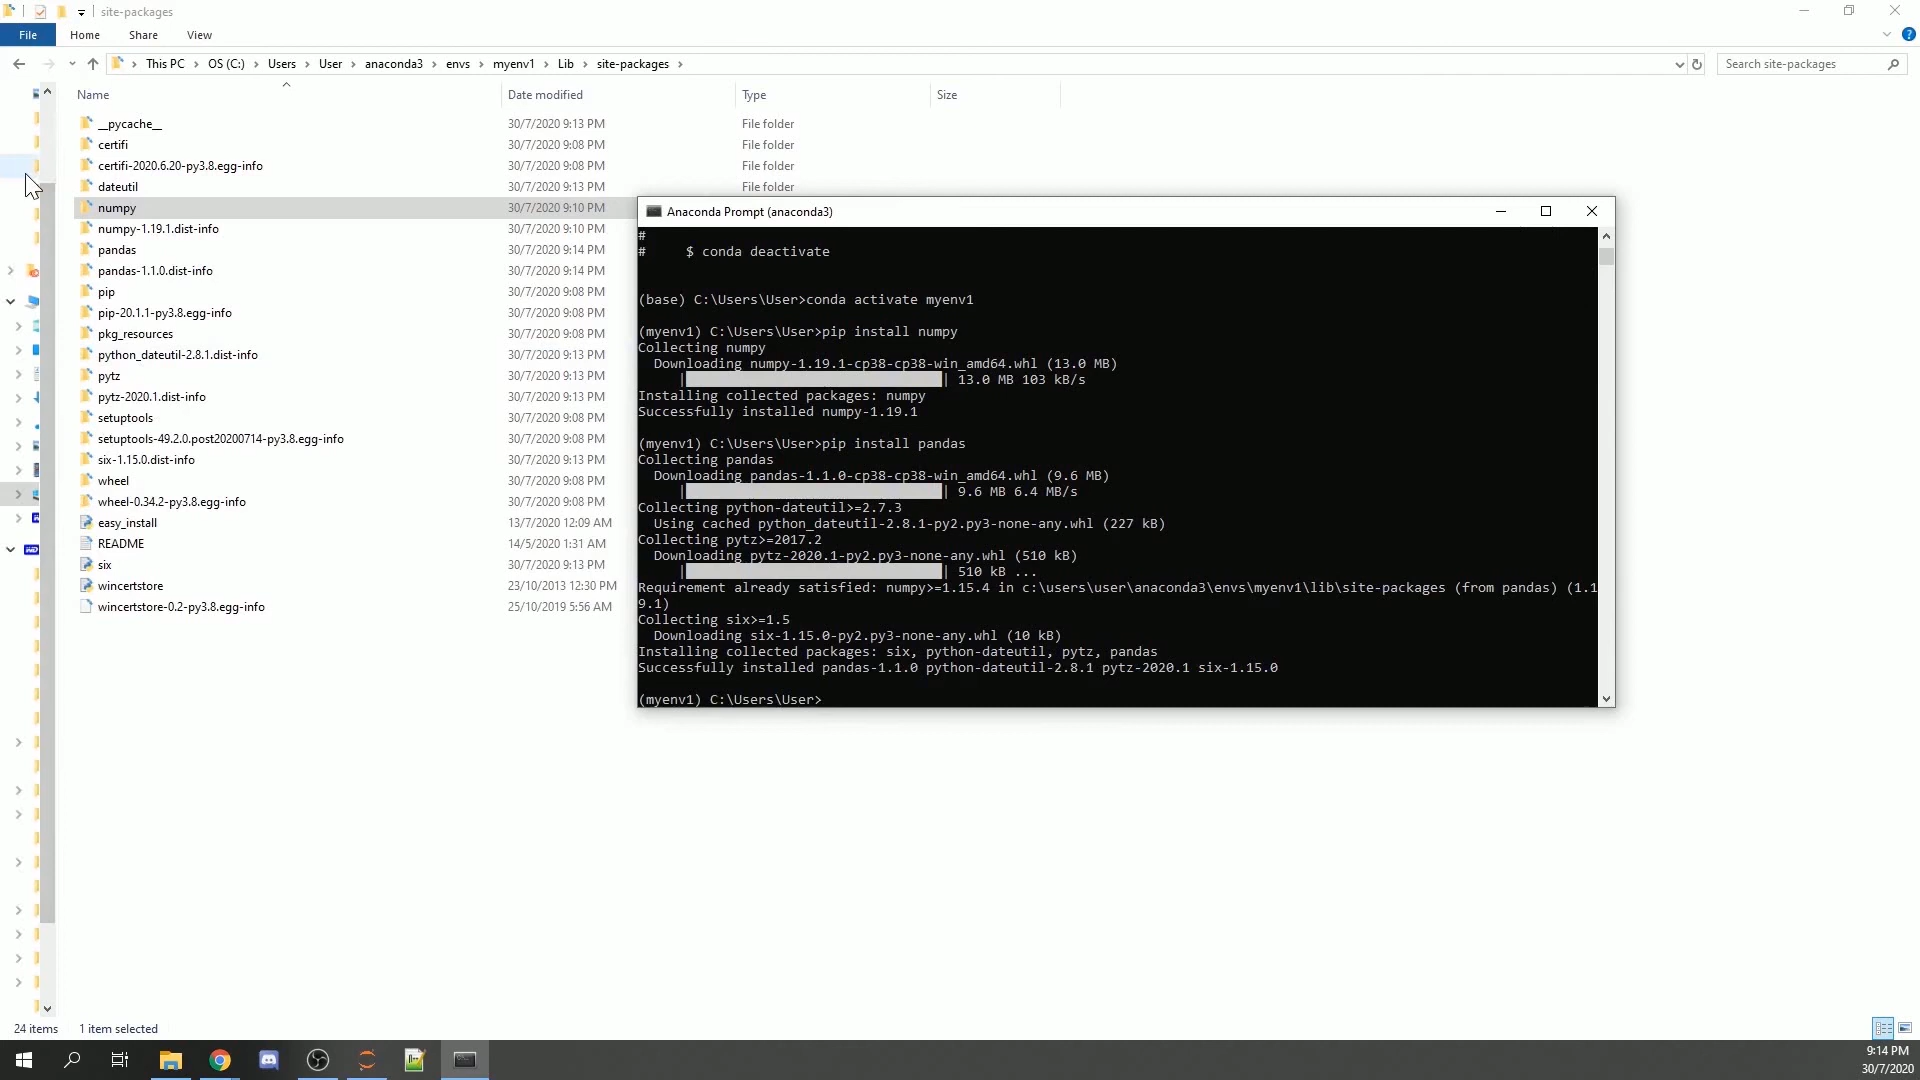 site-packages
File Home Share View
This PC OS (C:) Users User anaconda3 envs myenv1 Lib site-packages
Search site-packages
Name Date modified Type Size
__pycache__ 30/7/2020 9:13 PM File folder
certifi 30/7/2020 9:08 PM File folder
certifi-2020.6.20-py3.8.egg-info 30/7/2020 9:08 PM File folder
dateutil 30/7/2020 9:13 PM File folder
numpy 30/7/2020 9:10 PM
numpy-1.19.1.dist-info 30/7/2020 9:10 PM
pandas 30/7/2020 9:14 PM
pandas-1.1.0.dist-info 30/7/2020 9:14 PM
pip 30/7/2020 9:08 PM
pip-20.1.1-py3.8.egg-info 30/7/2020 9:08 PM
pkg_resources 30/7/2020 9:08 PM
python_dateutil-2.8.1.dist-info 30/7/2020 9:13 PM
pytz 30/7/2020 9:13 PM
pytz-2020.1.dist-info 30/7/2020 9:13 PM
setuptools 30/7/2020 9:08 PM
setuptools-49.2.0.post20200714-py3.8.egg-info 30/7/2020 9:08 PM
six-1.15.0.dist-info 30/7/2020 9:13 PM
wheel 30/7/2020 9:08 PM
wheel-0.34.2-py3.8.egg-info 30/7/2020 9:08 PM
easy_install 13/7/2020 12:09 AM
README 14/5/2020 1:31 AM
six 30/7/2020 9:13 PM
wincertstore 23/10/2013 12:30 PM
wincertstore-0.2-py3.8.egg-info 25/10/2019 5:56 AM
Anaconda Prompt (anaconda3)
#
#     $ conda deactivate
(base) C:\Users\User>conda activate myenv1
(myenv1) C:\Users\User>pip install numpy
Collecting numpy
  Downloading numpy-1.19.1-cp38-cp38-win_amd64.whl (13.0 MB)
     | | 13.0 MB 103 kB/s
Installing collected packages: numpy
Successfully installed numpy-1.19.1
(myenv1) C:\Users\User>pip install pandas
Collecting pandas
  Downloading pandas-1.1.0-cp38-cp38-win_amd64.whl (9.6 MB)
     | | 9.6 MB 6.4 MB/s
Collecting python-dateutil>=2.7.3
  Using cached python_dateutil-2.8.1-py2.py3-none-any.whl (227 kB)
Collecting pytz>=2017.2
  Downloading pytz-2020.1-py2.py3-none-any.whl (510 kB)
     | | 510 kB ...
Requirement already satisfied: numpy>=1.15.4 in c:\users\user\anaconda3\envs\myenv1\lib\site-packages (from pandas) (1.1
9.1)
Collecting six>=1.5
  Downloading six-1.15.0-py2.py3-none-any.whl (10 kB)
Installing collected packages: six, python-dateutil, pytz, pandas
Successfully installed pandas-1.1.0 python-dateutil-2.8.1 pytz-2020.1 six-1.15.0
(myenv1) C:\Users\User>
24 items 1 item selected
9:14 PM
30/7/2020